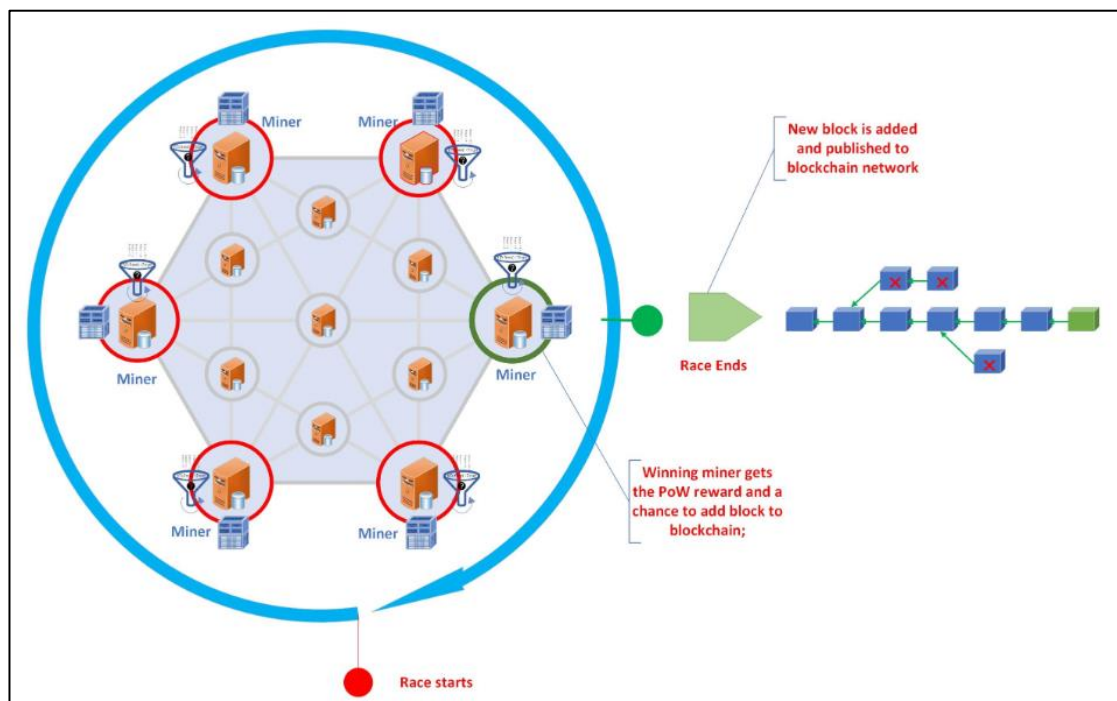 Miner
Miner
New block is added
and published to
blockchain network
Miner
Miner
Race Ends
Winning miner gets
the PoW reward and a
chance to add block to
blockchain;
Miner
Miner
Race starts